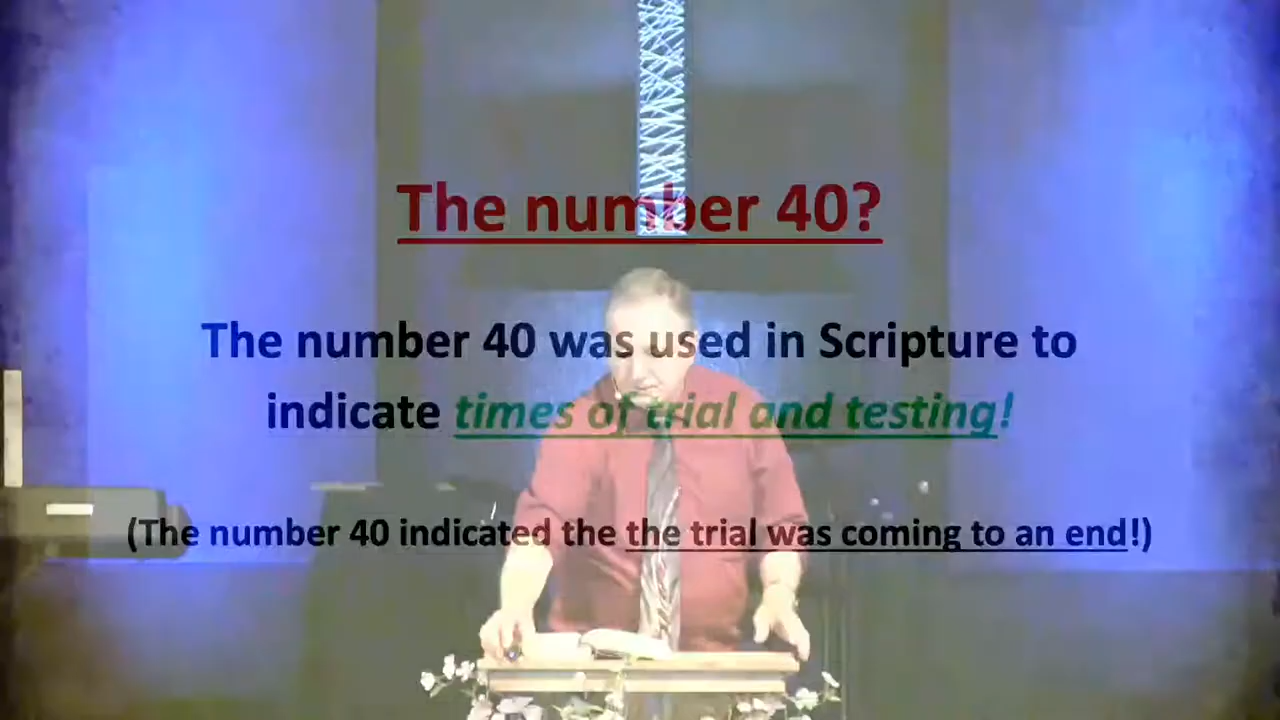 The number 40?
The number 40 was used in Scripture to
indicate times of trial and testing!
(The number 40 indicated the the trial was coming to an end!)